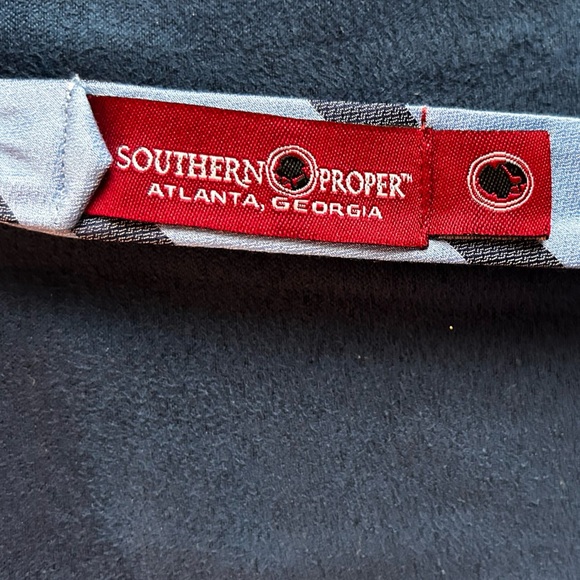 SOUTHERN PROPER™
ATLANTA, GEORGIA